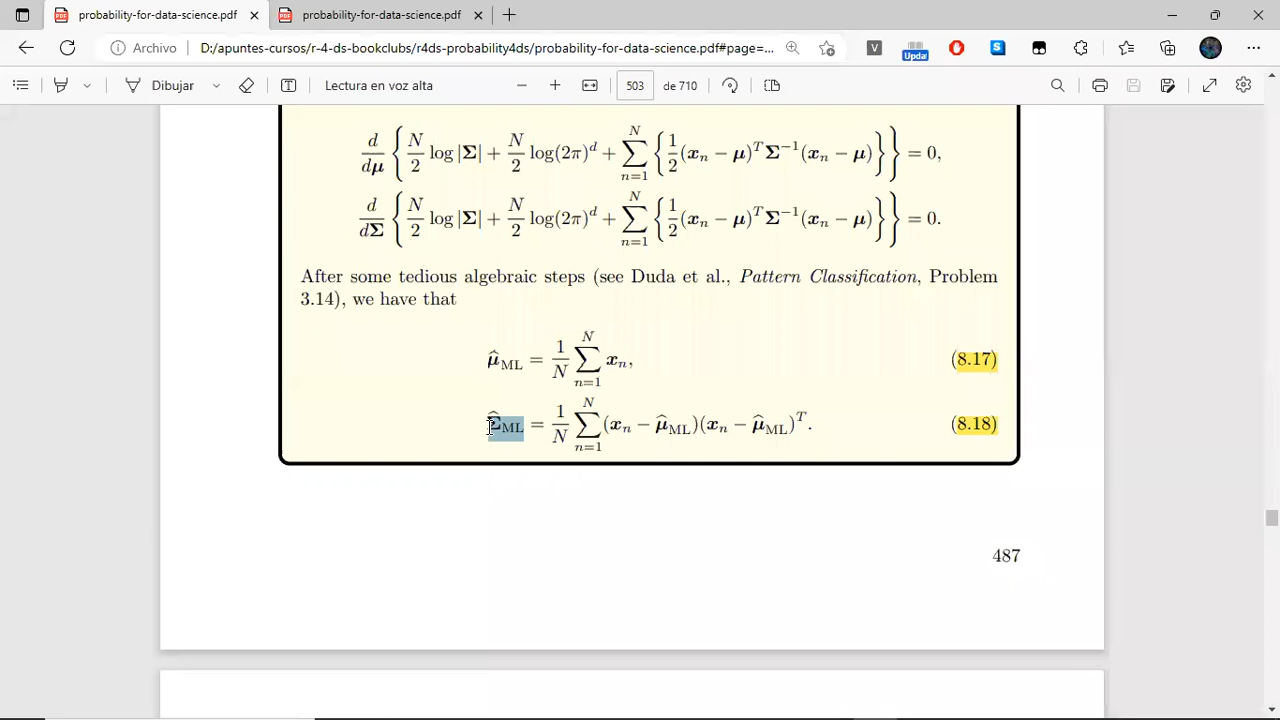 probability-for-data-science.pdf
probability-for-data-science.pdf
Archivo
D:/apuntes-cursos/r-4-ds-bookclubs/r4ds-probability4ds/probability-for-data-science.pdf#page=...
V
Upda
S
Dibujar
Lectura en voz alta
503
de 710
d/dμ { N/2 log |Σ| + N/2 log(2π)^d + ∑_{n=1}^{N} { 1/2 (x_n − μ)^T Σ^{−1} (x_n − μ) } } = 0,
d/dΣ { N/2 log |Σ| + N/2 log(2π)^d + ∑_{n=1}^{N} { 1/2 (x_n − μ)^T Σ^{−1} (x_n − μ) } } = 0.
After some tedious algebraic steps (see Duda et al., Pattern Classification, Problem
3.14), we have that
μ̂_ML = 1/N ∑_{n=1}^{N} x_n, (8.17)
Σ̂_ML = 1/N ∑_{n=1}^{N} (x_n − μ̂_ML)(x_n − μ̂_ML)^T. (8.18)
487